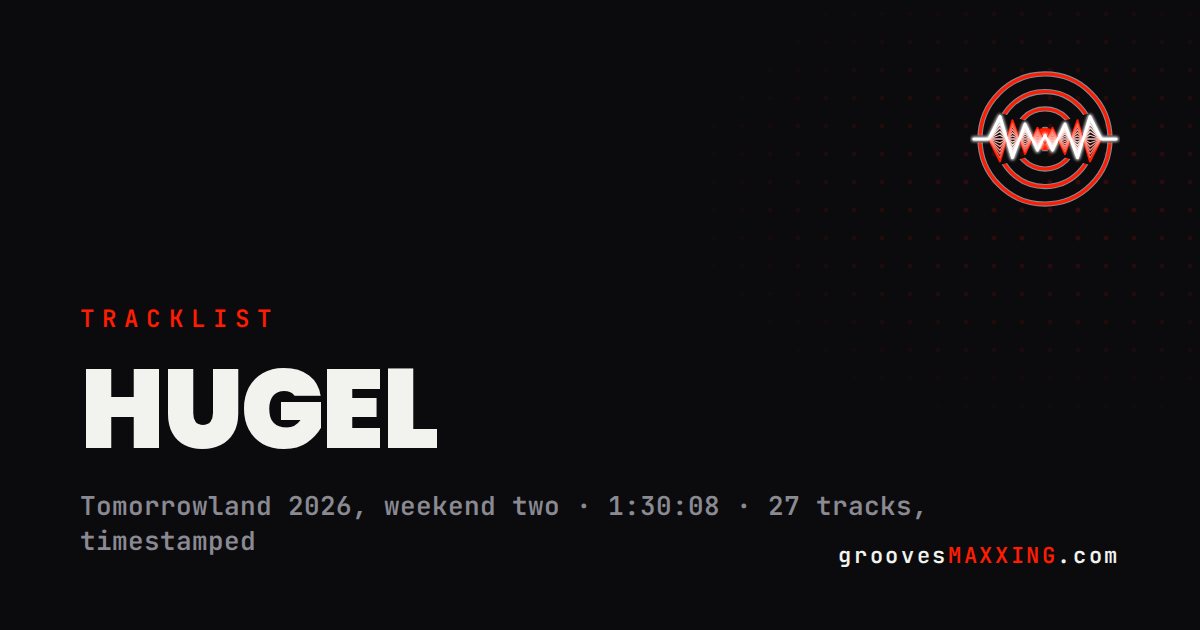 TRACKLIST
HUGEL
Tomorrowland 2026, weekend two · 1:30:08 · 27 tracks,
timestamped
groovesMAXXING.com